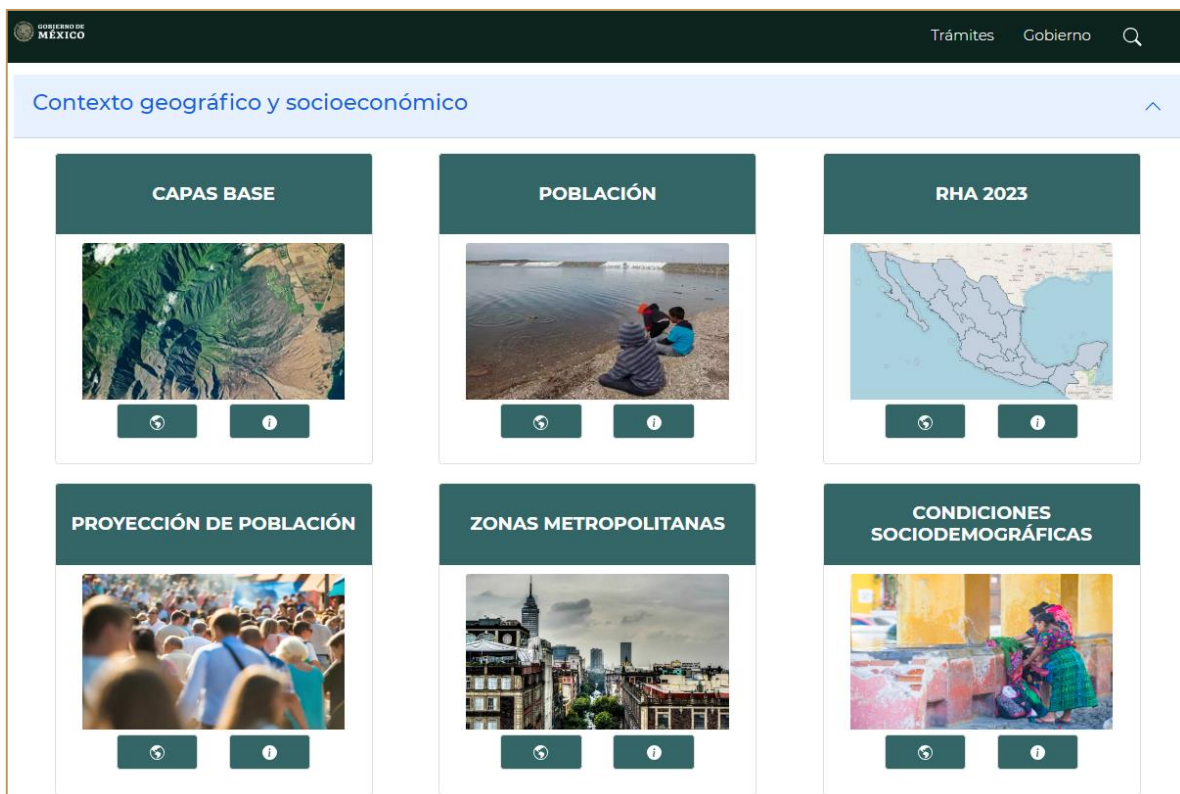 GOBIERNO DE
MÉXICO
Trámites Gobierno
Contexto geográfico y socioeconómico
CAPAS BASE
POBLACIÓN
RHA 2023
PROYECCIÓN DE POBLACIÓN
ZONAS METROPOLITANAS
CONDICIONES
SOCIODEMOGRÁFICAS